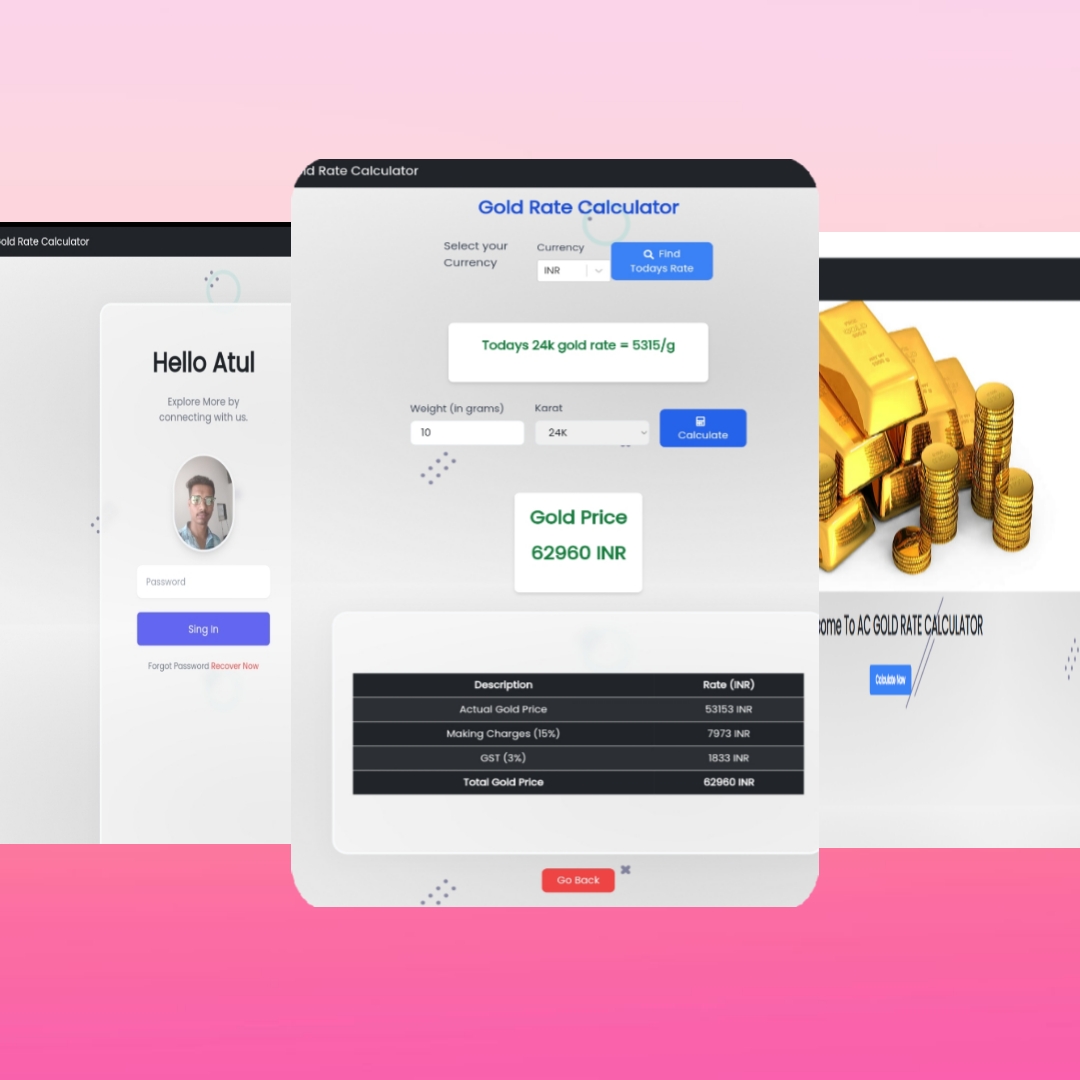 old Rate Calculator
Hello Atul
Explore More by
connecting with us.
Password
Sing In
Forgot Password Recover Now
ld Rate Calculator
Gold Rate Calculator
Select your
Currency
Currency
INR
Find
Todays Rate
Todays 24k gold rate = 5315/g
Weight (in grams)
Karat
10
24K
Calculate
Gold Price
62960 INR
Description Rate (INR)
Actual Gold Price 53153 INR
Making Charges (15%) 7973 INR
GST (3%) 1833 INR
Total Gold Price 62960 INR
Go Back
ome To AC GOLD RATE CALCULATOR
Calculate Now